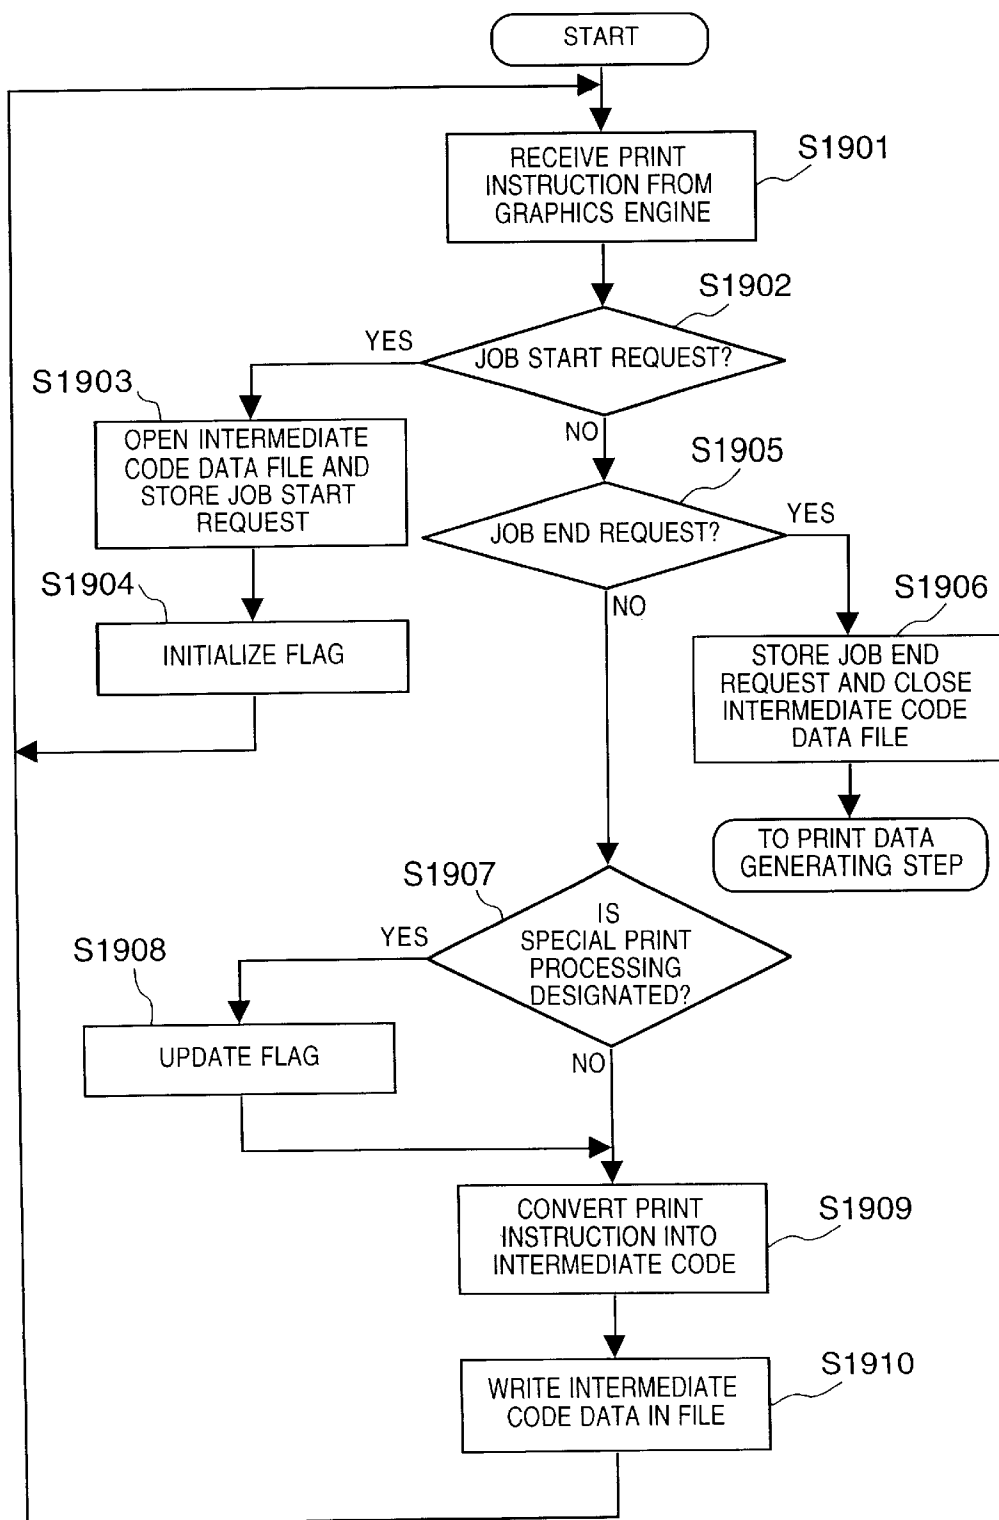 START
RECEIVE PRINT
INSTRUCTION FROM
GRAPHICS ENGINE
S1901
S1902
JOB START REQUEST?
YES
NO
S1903
OPEN INTERMEDIATE
CODE DATA FILE AND
STORE JOB START
REQUEST
S1904
INITIALIZE FLAG
S1905
JOB END REQUEST?
YES
NO
S1906
STORE JOB END
REQUEST AND CLOSE
INTERMEDIATE CODE
DATA FILE
TO PRINT DATA
GENERATING STEP
S1907
IS
SPECIAL PRINT
PROCESSING
DESIGNATED?
YES
NO
S1908
UPDATE FLAG
CONVERT PRINT
INSTRUCTION INTO
INTERMEDIATE CODE
S1909
WRITE INTERMEDIATE
CODE DATA IN FILE
S1910